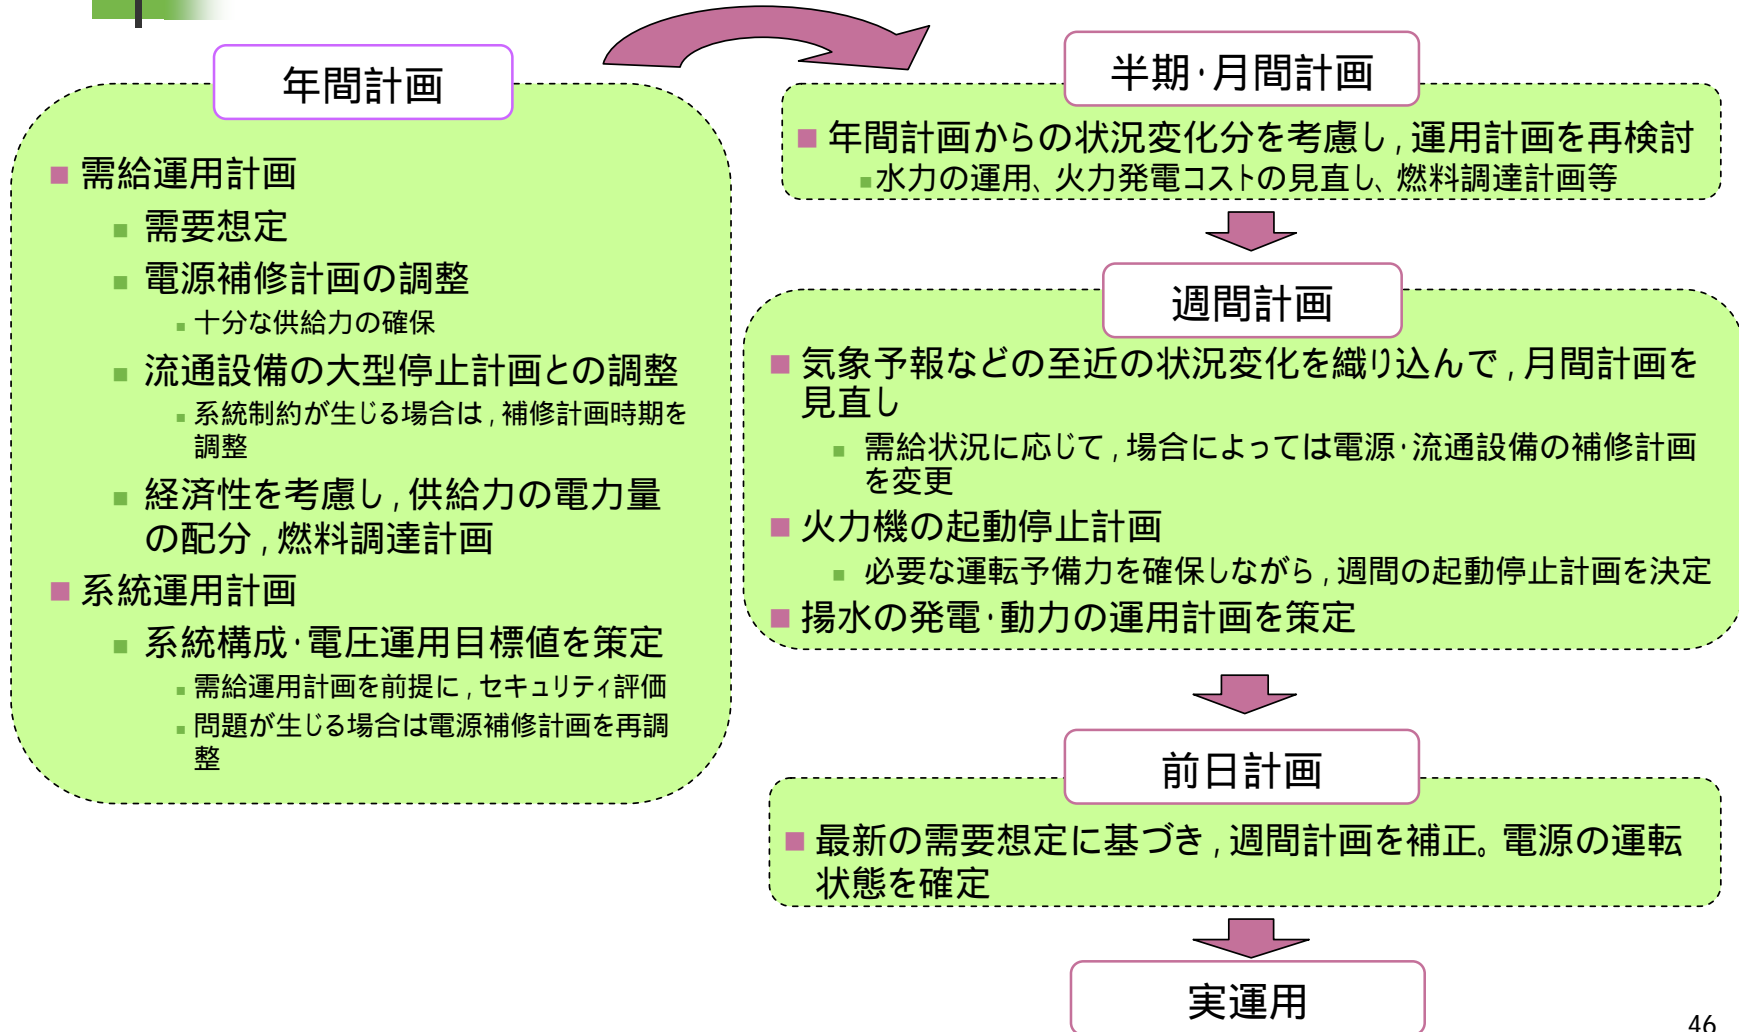 年間計画
■需給運用計画
■需要想定
■電源補修計画の調整
■十分な供給力の確保
■流通設備の大型停止計画との調整
■系統制約が生じる場合は,補修計画時期を
調整
■経済性を考慮し,供給力の電力量
の配分,燃料調達計画
■系統運用計画
■系統構成・電圧運用目標値を策定
■需給運用計画を前提に,セキュリティ評価
■問題が生じる場合は電源補修計画を再調
整
半期・月間計画
■年間計画からの状況変化分を考慮し,運用計画を再検討
■水力の運用、火力発電コストの見直し、燃料調達計画等
週間計画
■気象予報などの至近の状況変化を織り込んで,月間計画を
見直し
■需給状況に応じて,場合によっては電源・流通設備の補修計画
を変更
■火力機の起動停止計画
■必要な運転予備力を確保しながら,週間の起動停止計画を決定
■揚水の発電・動力の運用計画を策定
前日計画
■最新の需要想定に基づき,週間計画を補正。電源の運転
状態を確定
実運用
46